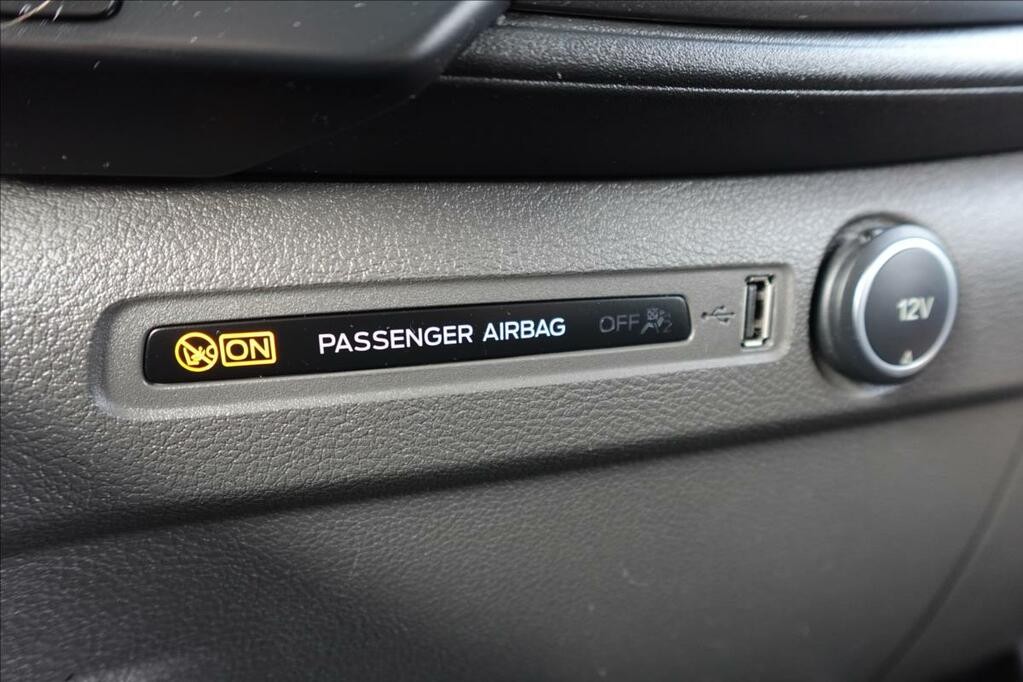 ON PASSENGER AIRBAG OFF
12V